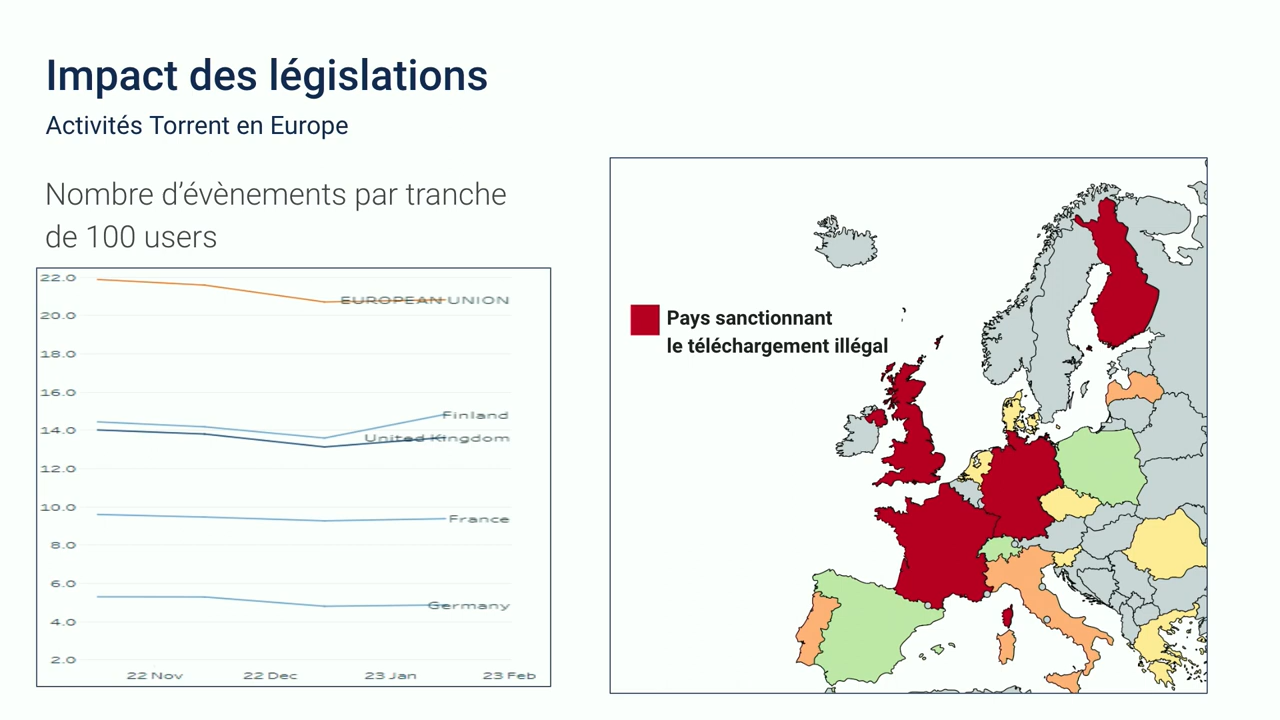 Impact des législations
Activités Torrent en Europe
Nombre d’évènements par tranche
de 100 users
22.0
EUROPEAN UNION
20.0
18.0
16.0
Finland
14.0
United Kingdom
12.0
10.0
France
8.0
6.0
Germany
4.0
2.0
22 Nov
22 Dec
23 Jan
23 Feb
Pays sanctionnant
le téléchargement illégal